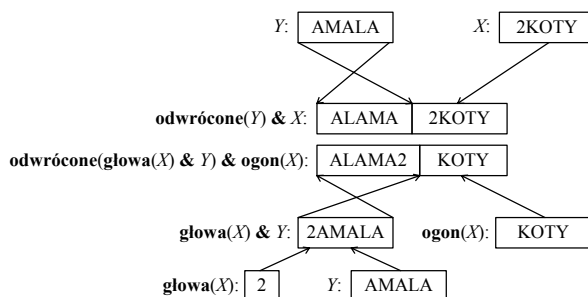 Y: AMALA X: 2KOTY
odwrócone(Y) & X: ALAMA 2KOTY
odwrócone(głowa(X) & Y) & ogon(X): ALAMA2 KOTY
głowa(X) & Y: 2AMALA ogon(X): KOTY
głowa(X): 2 Y: AMALA